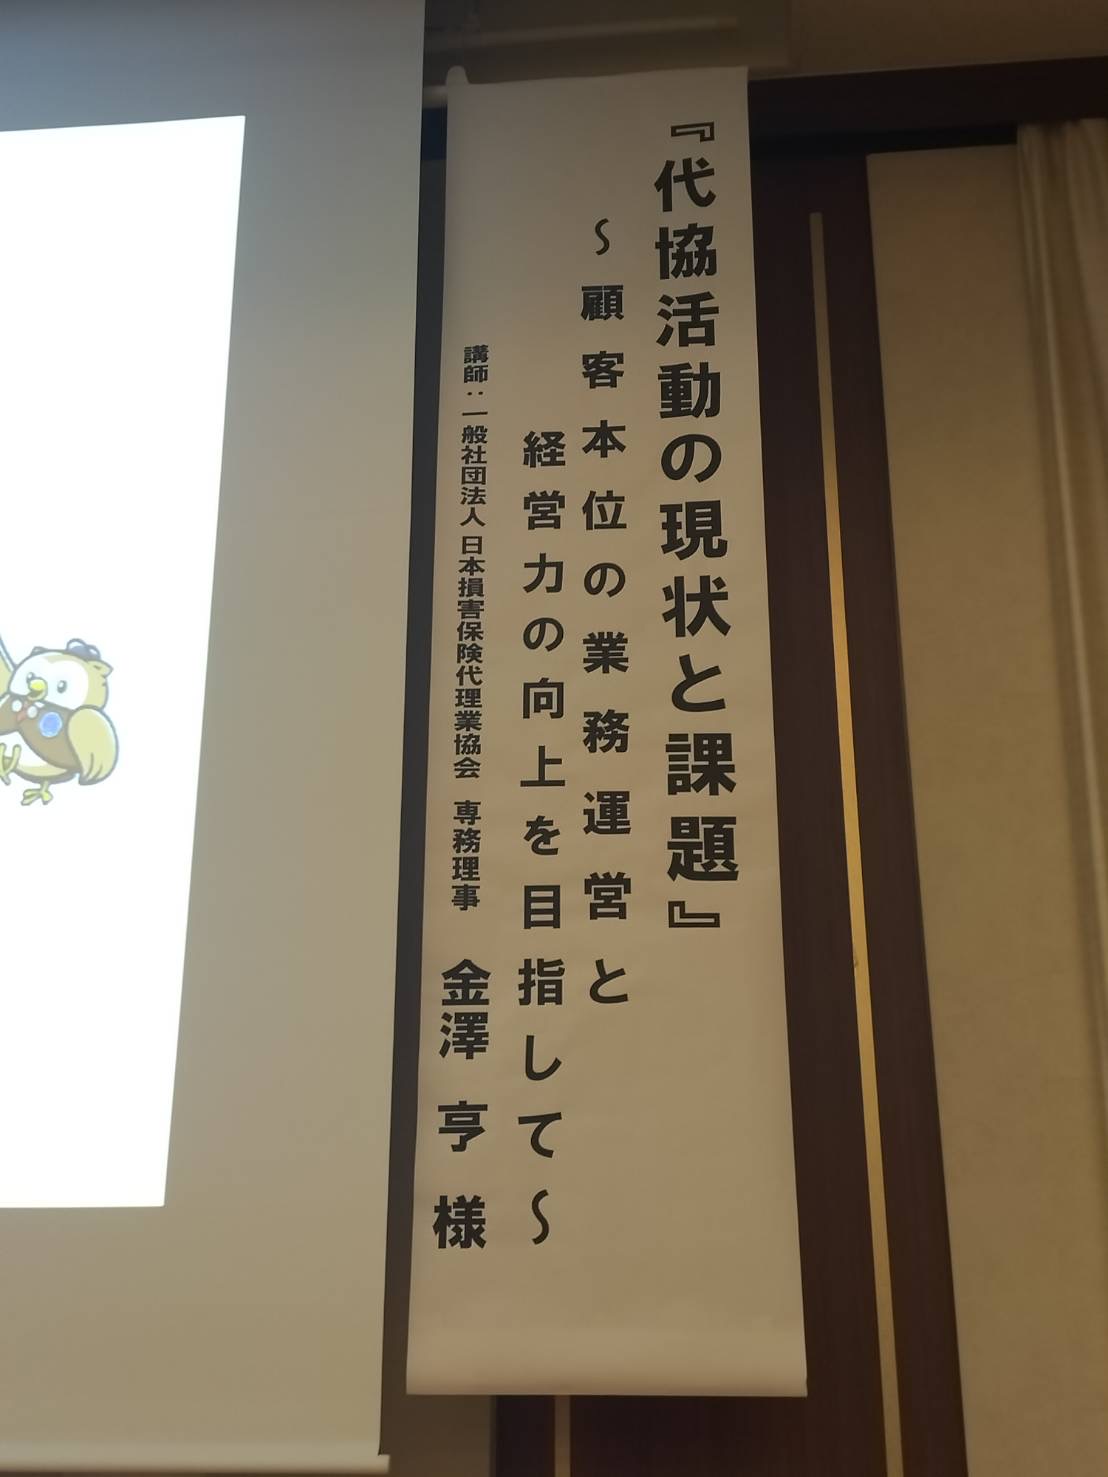 『代協活動の現状と課題』
～顧客本位の業務運営と
経営力の向上を目指して～
講師：一般社団法人 日本損害保険代理業協会 専務理事 金澤 亨 様